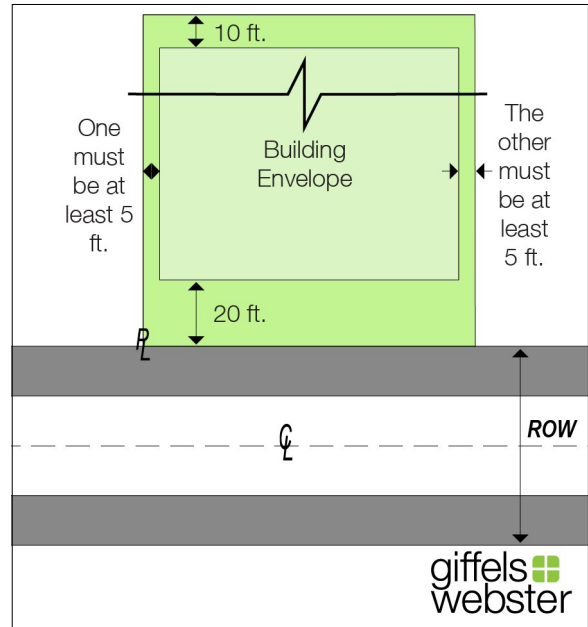 10 ft.
One
must
be at
least 5
ft.
Building
Envelope
The
other
must
be at
least
5 ft.
20 ft.
PL
CL
ROW
giffels
webster